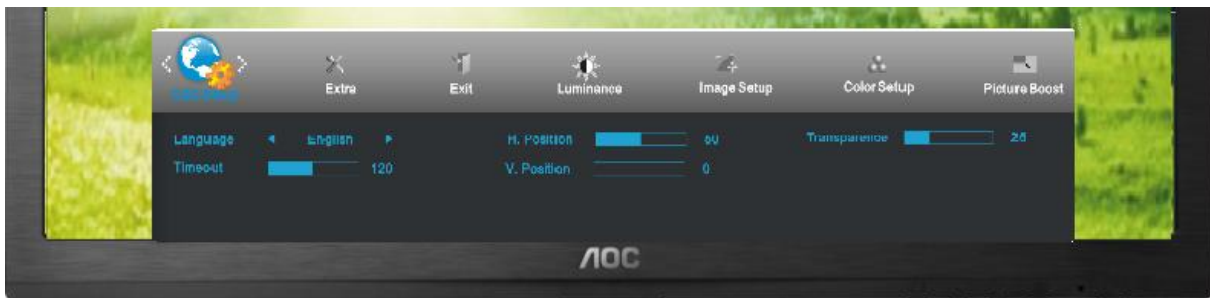 Extra
Exit
Luminance
Image Setup
Color Setup
Picture Boost
Language English H. Position 50 Transparence 25
Timeout 120 V. Position 0
AOC